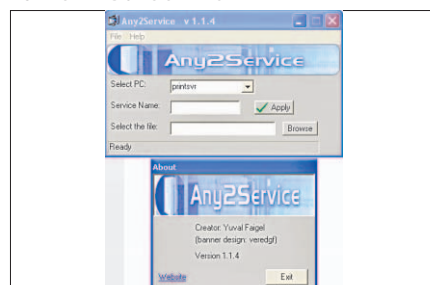 Any2Service v 1.1.4
File Help
Any2Service
Select PC: printsvr
Service Name: Apply
Select the file: Browse
Ready
About
Any2Service
Creator: Yuval Faigel
(banner design: veredgf)
Version 1.1.4
Website Exit